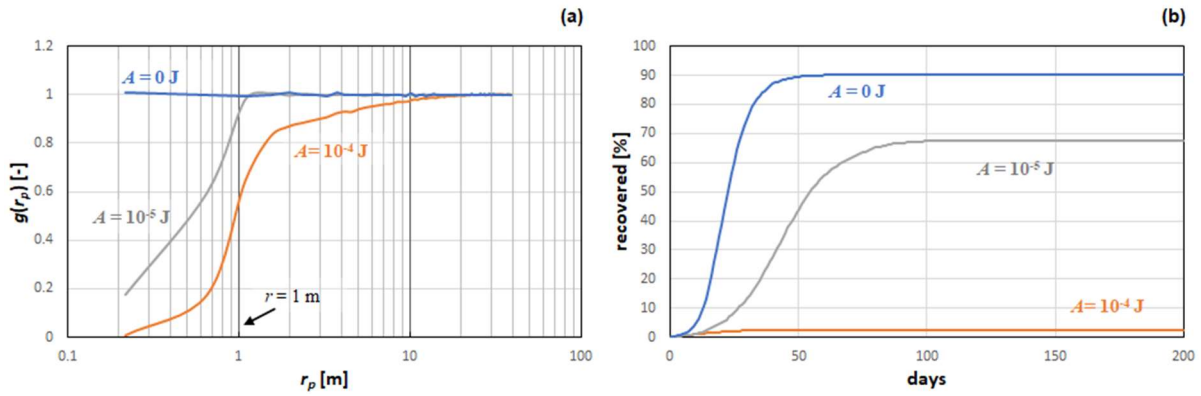 (a)
1.2
1
0.8
0.6
0.4
0.2
0
g(rₚ) [-]
A = 0 J
A = 10⁻⁵ J
A = 10⁻⁴ J
r = 1 m
0.1
1
10
100
rₚ [m]
(b)
100
90
80
70
60
50
40
30
20
10
0
recovered [%]
A = 0 J
A = 10⁻⁵ J
A = 10⁻⁴ J
0
50
100
150
200
days